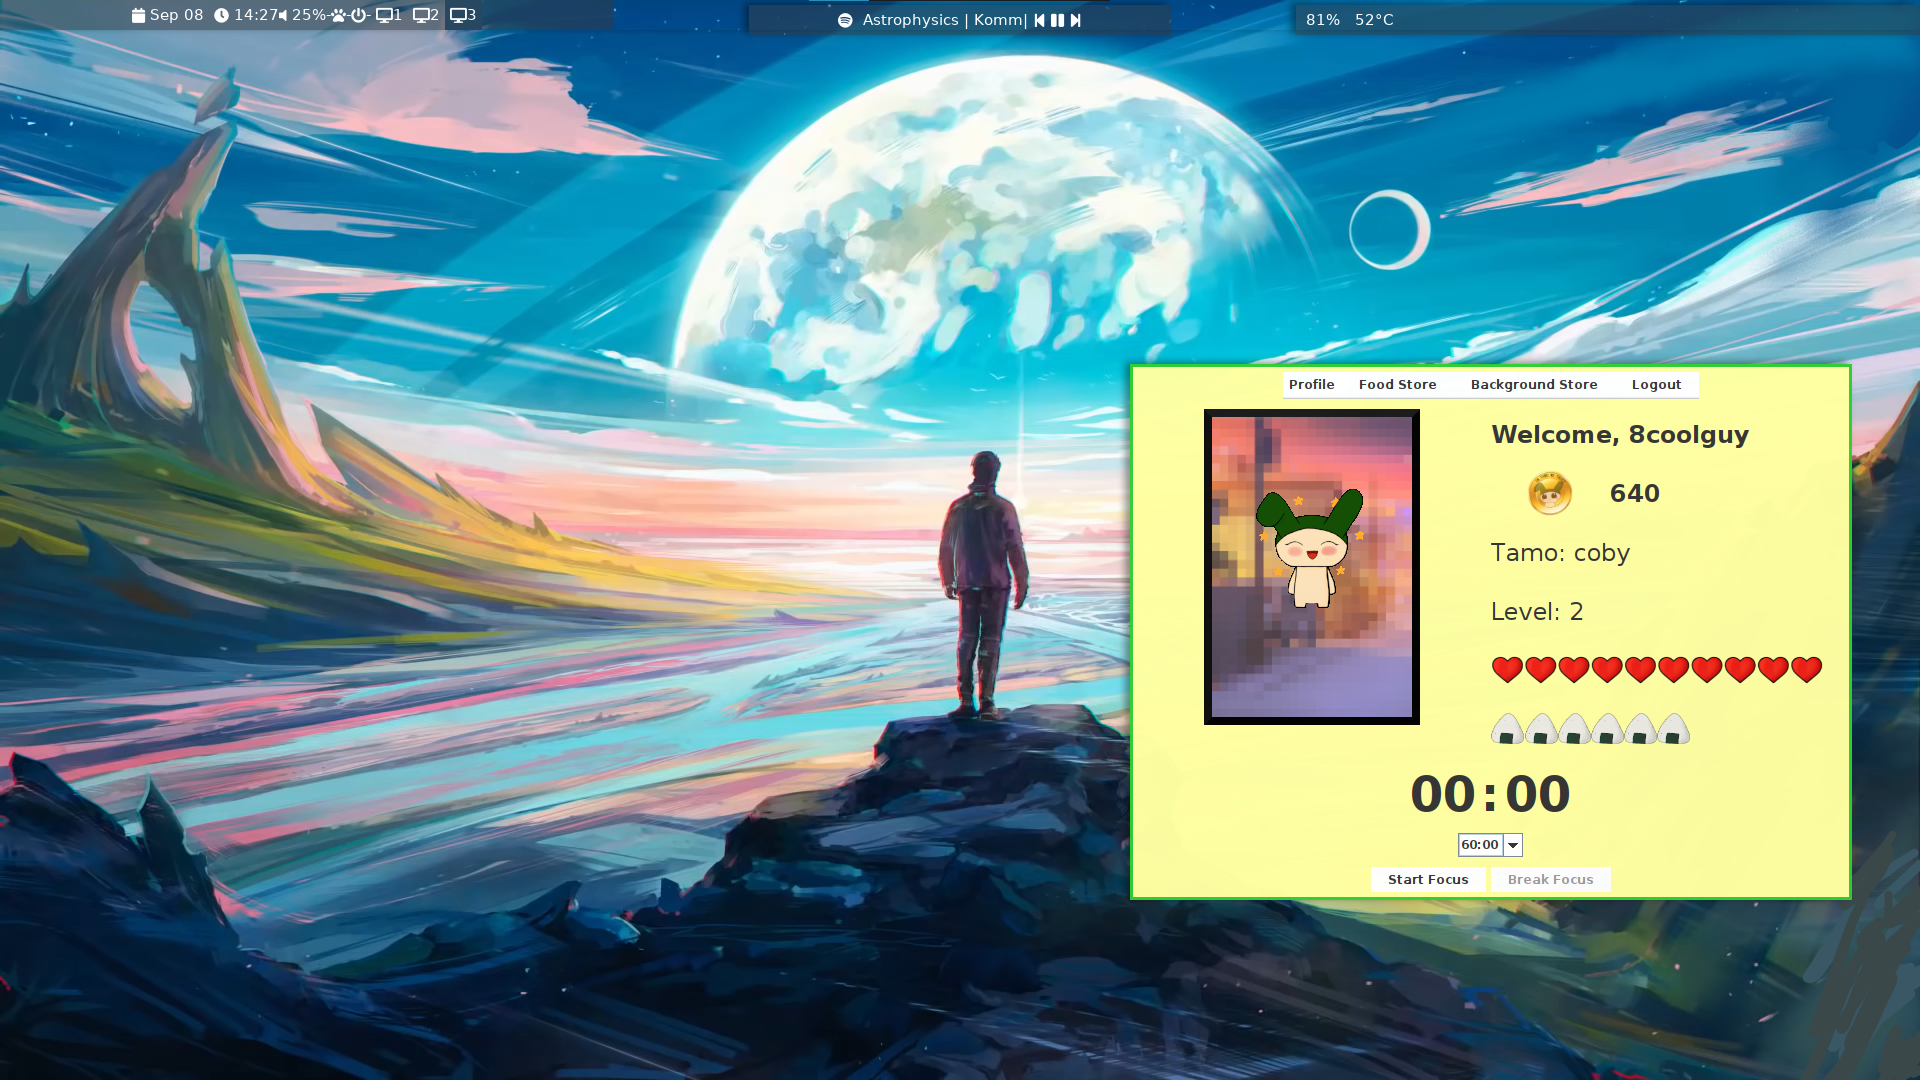 Sep 08 14:27 25% 1 2 3
Astrophysics | Komm|
81% 52°C
Profile Food Store Background Store Logout
Welcome, 8coolguy
640
Tamo: coby
Level: 2
00:00
60:00
Start Focus Break Focus